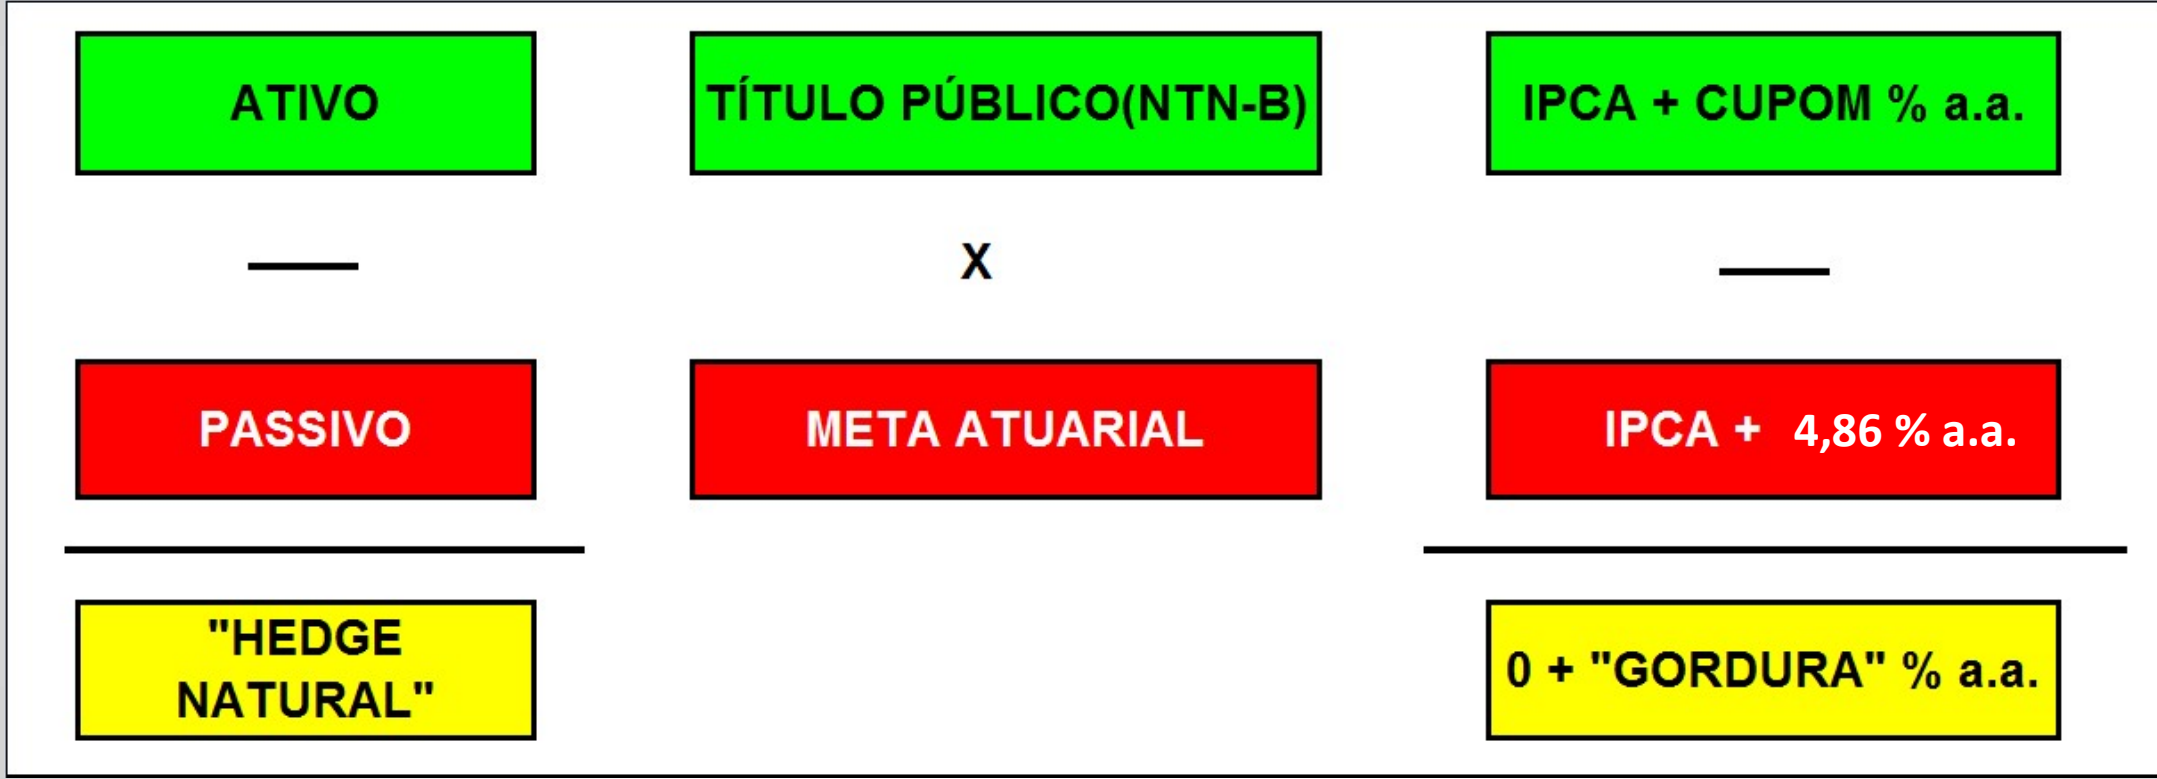 ATIVO
TÍTULO PÚBLICO(NTN-B)
IPCA + CUPOM % a.a.
X
PASSIVO
META ATUARIAL
IPCA + 4,86 % a.a.
"HEDGE
NATURAL"
0 + "GORDURA" % a.a.